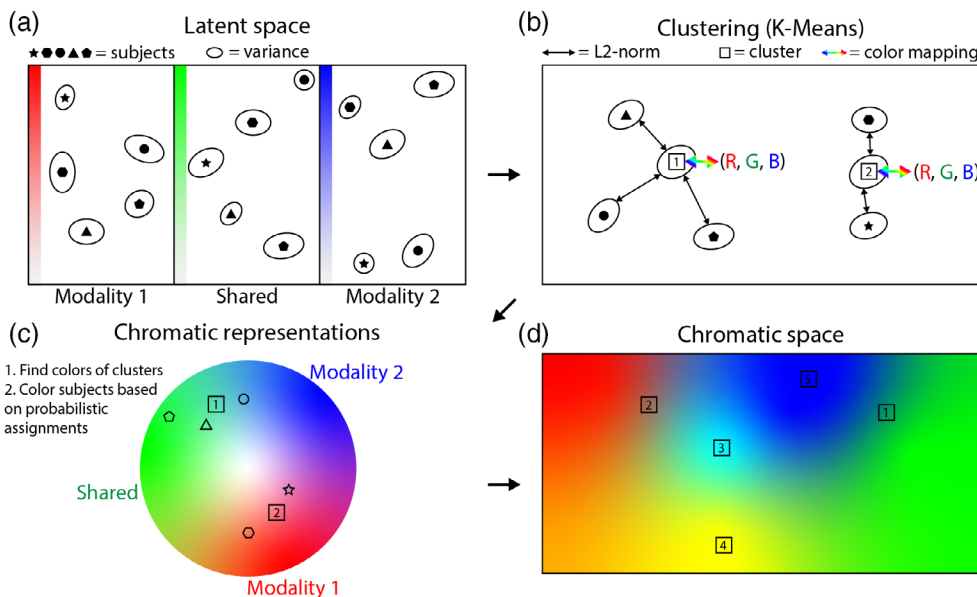 (a)
Latent space
= subjects
= variance
Modality 1
Shared
Modality 2
(b)
Clustering (K-Means)
= L2-norm
= cluster
= color mapping
1
(R, G, B)
2
(R, G, B)
(c)
Chromatic representations
1. Find colors of clusters
2. Color subjects based
on probabilistic
assignments
Modality 2
1
Shared
2
Modality 1
(d)
Chromatic space
5
2
1
3
4